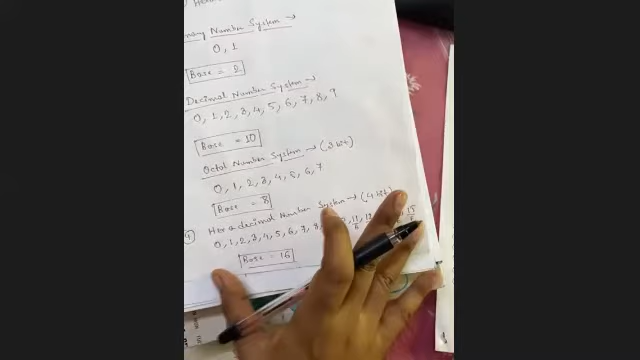 Number System →
0, 1
Base = 2
Decimal Number System →
0, 1, 2, 3, 4, 5, 6, 7, 8, 9
Base = 10
Octal Number System → (3 bit)
0, 1, 2, 3, 4, 5, 6, 7
Base = 8
4 Hexadecimal Number System → (4 bit)
0, 1, 2, 3, 4, 5, 6, 7, 8,
Base = 16